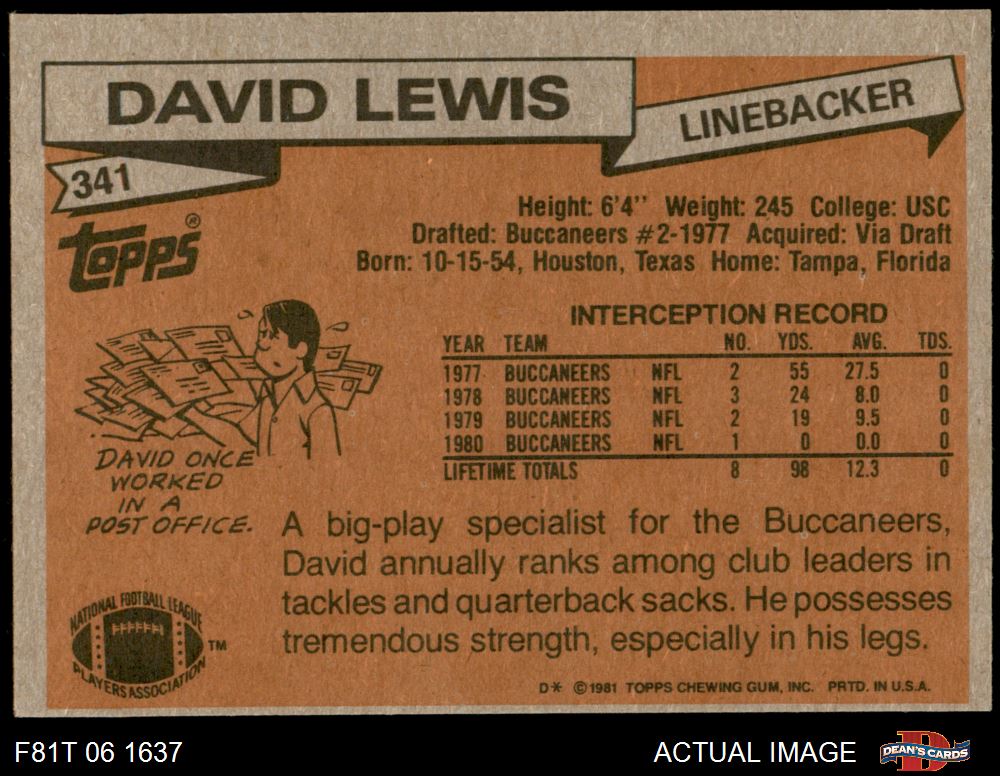 DAVID LEWIS
LINEBACKER
341
TOPPS®
Height: 6'4'' Weight: 245 College: USC
Drafted: Buccaneers #2-1977 Acquired: Via Draft
Born: 10-15-54, Houston, Texas Home: Tampa, Florida
INTERCEPTION RECORD
YEAR TEAM NO. YDS. AVG. TDS.
1977 BUCCANEERS NFL 2 55 27.5 0
1978 BUCCANEERS NFL 3 24 8.0 0
1979 BUCCANEERS NFL 2 19 9.5 0
1980 BUCCANEERS NFL 1 0 0.0 0
LIFETIME TOTALS 8 98 12.3 0
DAVID ONCE
WORKED
IN A
POST OFFICE.
A big-play specialist for the Buccaneers,
David annually ranks among club leaders in
tackles and quarterback sacks. He possesses
tremendous strength, especially in his legs.
NATIONAL FOOTBALL LEAGUE
PLAYERS ASSOCIATION
TM
D* ©1981 TOPPS CHEWING GUM, INC. PRTD. IN U.S.A.
F81T 06 1637
ACTUAL IMAGE
D
DEAN'S CARDS